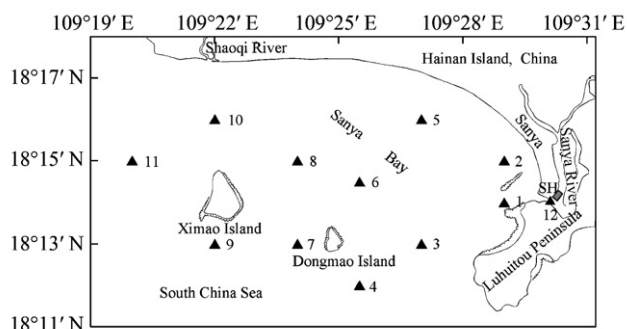 109°19′ E 109°22′ E 109°25′ E 109°28′ E 109°31′ E
Shaoqi River
Hainan Island, China
18°17′ N
10
Sanya
5
Sanya
Sanya River
18°15′ N
11
8
Bay
2
6
SH
1
12
Ximao Island
18°13′ N
9
7
Dongmao Island
3
Luhuitou Peninsula
4
South China Sea
18°11′ N